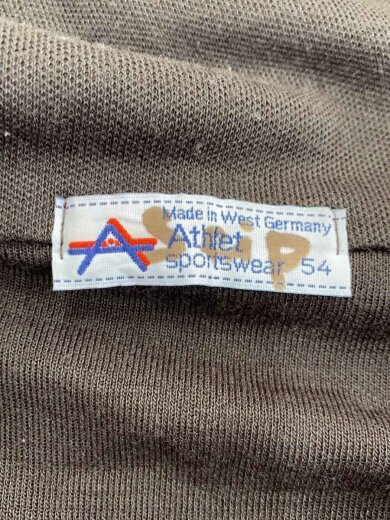 Made in West Germany
Athlet
sportswear 54
S P